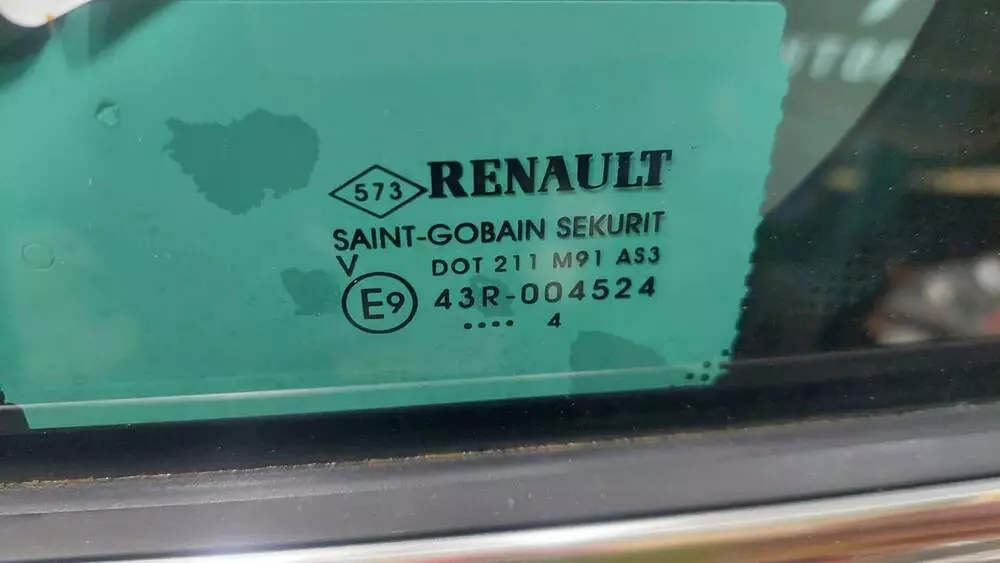 573 RENAULT
SAINT-GOBAIN SEKURIT
V DOT 211 M91 AS3
E9 43R-004524
.... 4